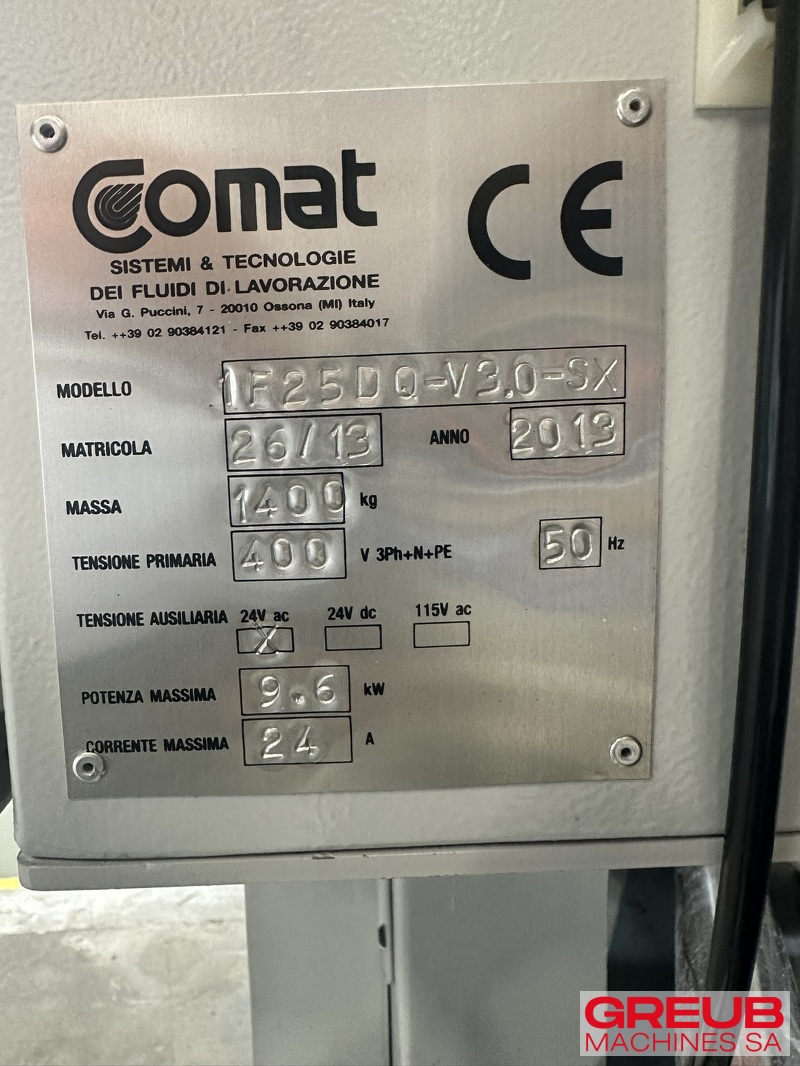 Comat CE
SISTEMI & TECNOLOGIE
DEI FLUIDI DI LAVORAZIONE
Via G. Puccini, 7 - 20010 Ossona (MI) Italy
Tel. ++39 02 90384121 - Fax ++39 02 90384017
MODELLO 1F25DQ-V3.0-SX
MATRICOLA 26/13 ANNO 2013
MASSA 1400 kg
TENSIONE PRIMARIA 400 V 3Ph+N+PE 50 Hz
TENSIONE AUSILIARIA 24V ac 24V dc 115V ac
X
POTENZA MASSIMA 9.6 kW
CORRENTE MASSIMA 24 A
GREUB
MACHINES SA